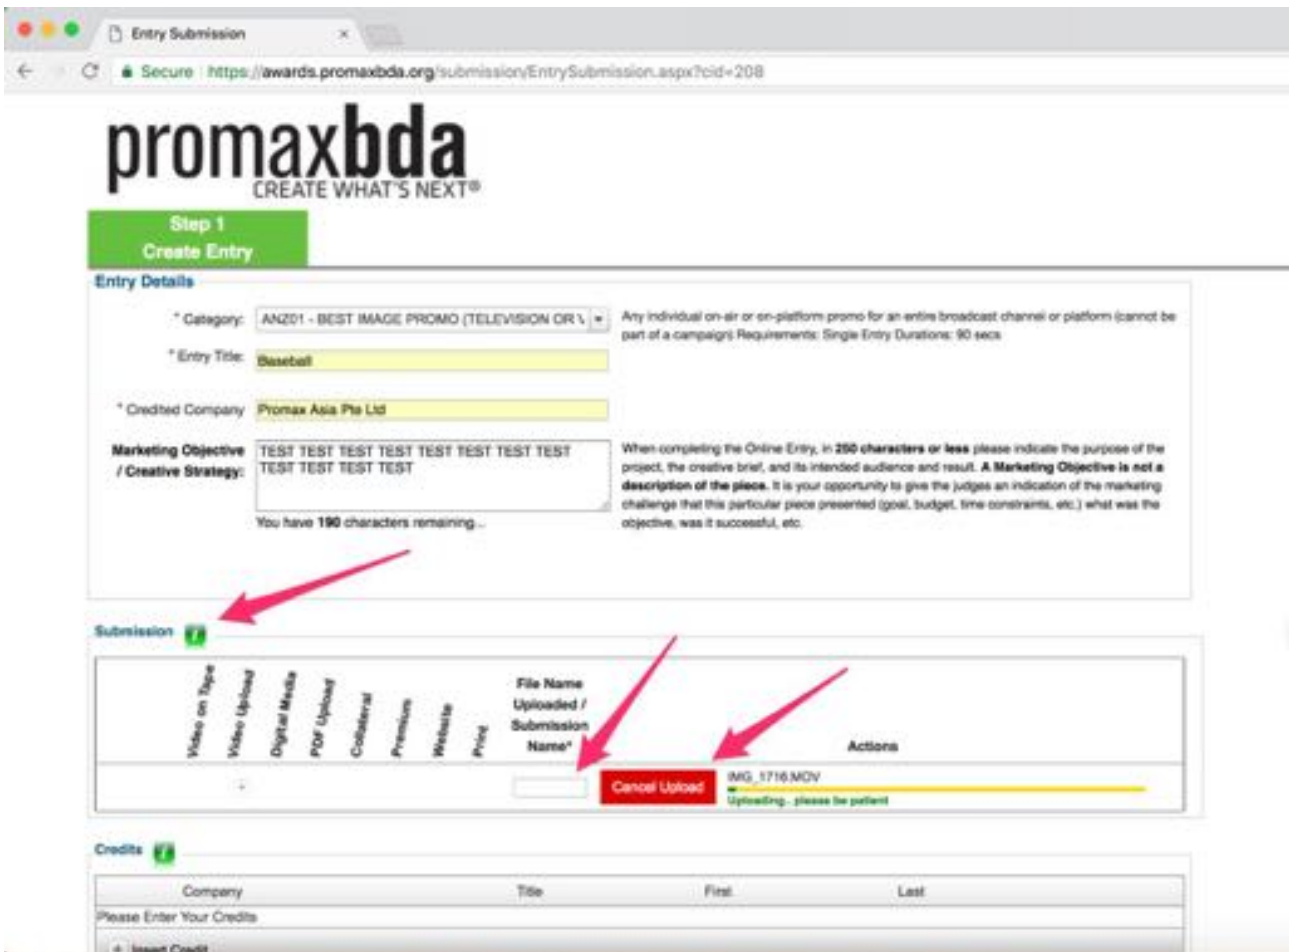 Entry Submission
Secure https://awards.promaxbda.org/submission/EntrySubmission.aspx?cid=208
promaxbda
CREATE WHAT'S NEXT®
Step 1
Create Entry
Entry Details
* Category: ANZ01 - BEST IMAGE PROMO (TELEVISION OR V
Any individual on-air or on-platform promo for an entire broadcast channel or platform (cannot be
part of a campaign) Requirements: Single Entry Durations: 90 secs
* Entry Title: Baseball
* Credited Company Promax Asia Pte Ltd
Marketing Objective
/ Creative Strategy:
TEST TEST TEST TEST TEST TEST TEST TEST
TEST TEST TEST TEST
You have 190 characters remaining...
When completing the Online Entry, in 250 characters or less please indicate the purpose of the
project, the creative brief, and its intended audience and result. A Marketing Objective is not a
description of the piece. It is your opportunity to give the judges an indication of the marketing
challenge that this particular piece presented (goal, budget, time constraints, etc.) what was the
objective, was it successful, etc.
Submission
Video on Tape
Video Upload
Digital Media
PDF Upload
Collateral
Premium
Website
Print
File Name
Uploaded /
Submission
Name*
Actions
Cancel Upload
IMG_1716.MOV
Uploading.. please be patient
Credits
Company Title First Last
Please Enter Your Credits
+ Insert Credit